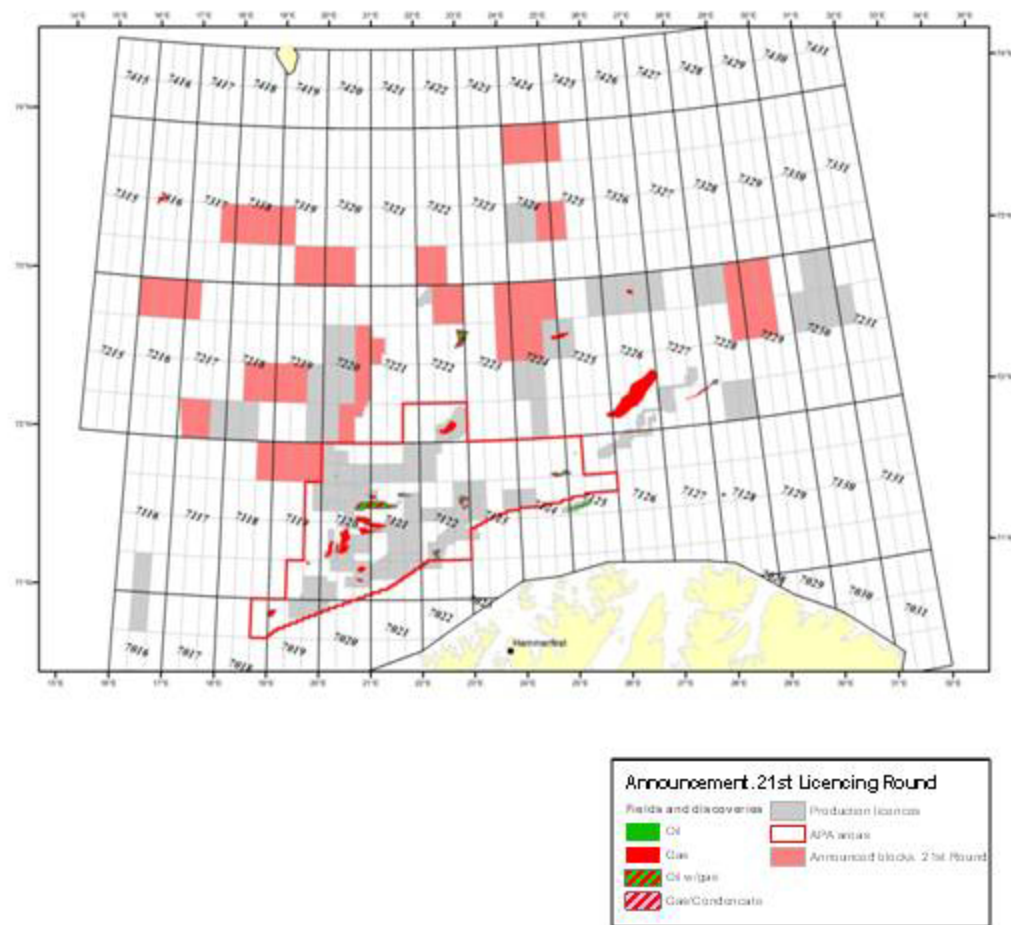 7415 7416 7417 7418 7419 7420 7421 7422 7423 7424 7425 7426 7427 7428 7429 7430 7431
7315 7316 7317 7318 7319 7320 7321 7322 7323 7324 7325 7326 7327 7328 7329 7330 7331
7215 7216 7217 7218 7219 7220 7221 7222 7223 7224 7225 7226 7227 7228 7229 7230 7231
7116 7117 7118 7119 7120 7121 7122 7123 7124 7125 7126 7127 7128 7129 7130 7131
7016 7017 7018 7019 7020 7021 7022 7023 7028 7029 7030 7031
Hammerfest
Announcement.21st Licencing Round
Fields and discoveries
Oil
Gas
Oil w/gas
Gas/Condensate
Production licences
APA areas
Announced blocks 21st Round